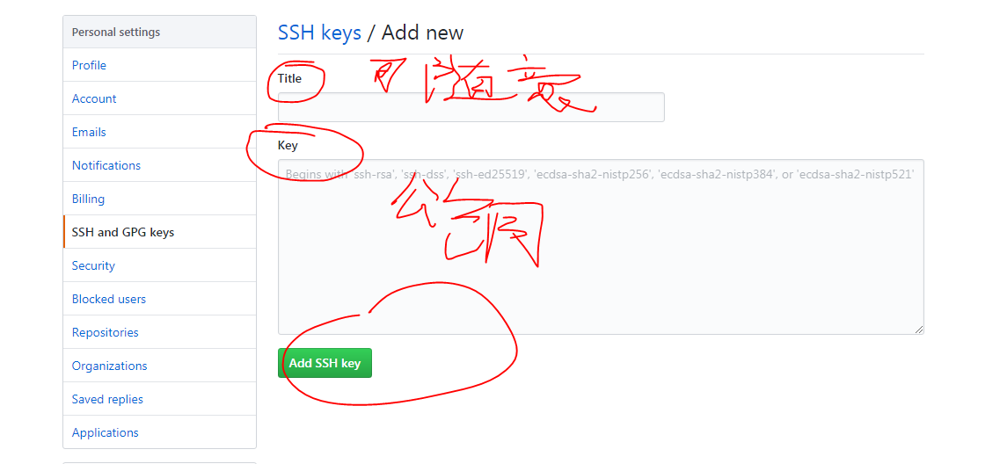 Personal settings
Profile
Account
Emails
Notifications
Billing
SSH and GPG keys
Security
Blocked users
Repositories
Organizations
Saved replies
Applications
SSH keys / Add new
Title
可随意
Key
Begins with 'ssh-rsa', 'ssh-dss', 'ssh-ed25519', 'ecdsa-sha2-nistp256', 'ecdsa-sha2-nistp384', or 'ecdsa-sha2-nistp521'
公钥
Add SSH key